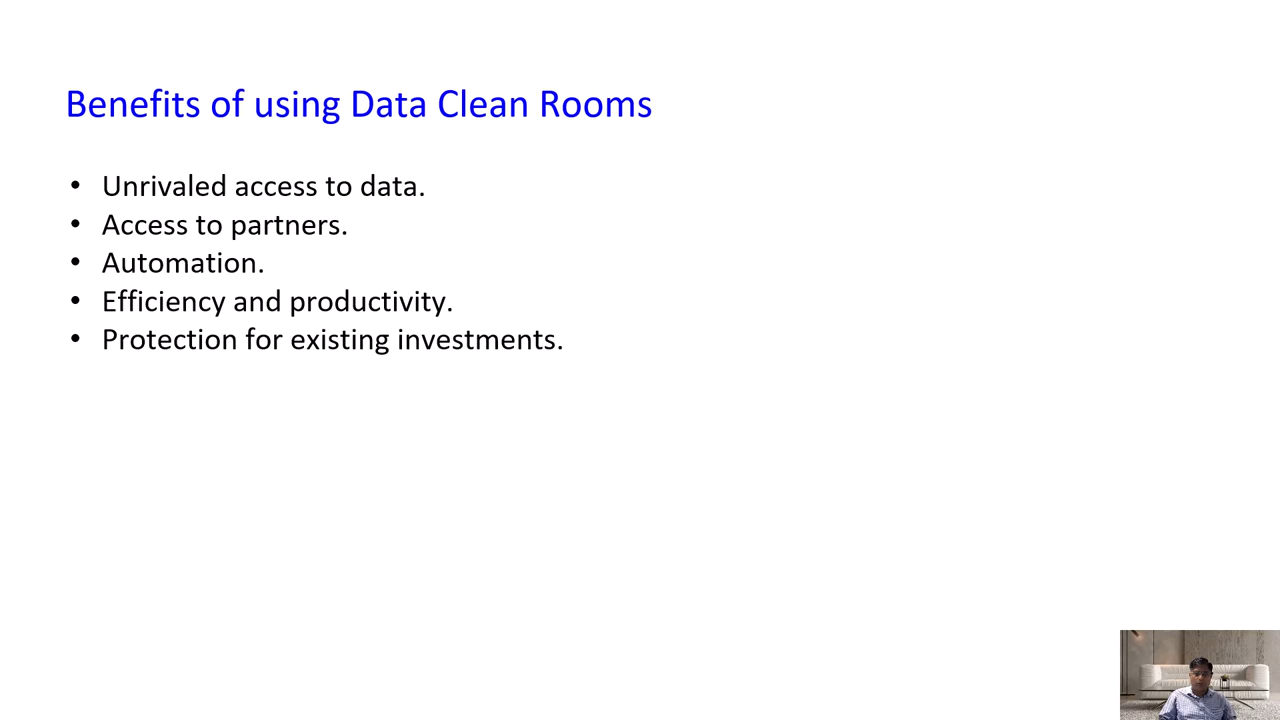 Benefits of using Data Clean Rooms
• Unrivaled access to data.
• Access to partners.
• Automation.
• Efficiency and productivity.
• Protection for existing investments.